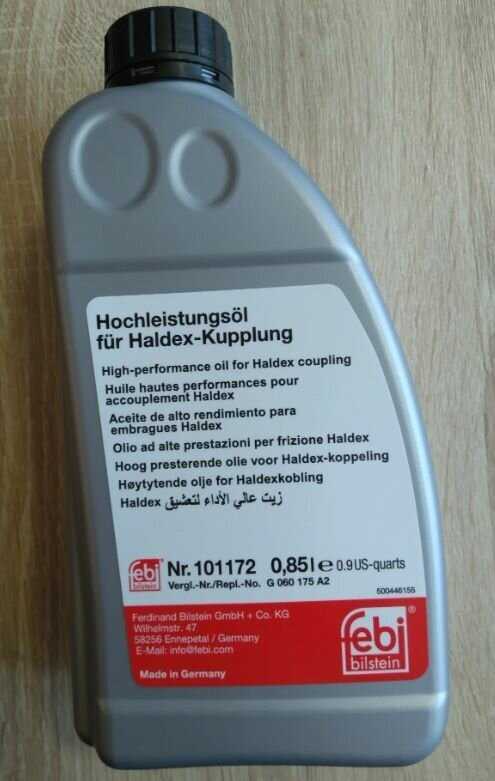 Hochleistungsöl
für Haldex-Kupplung
High-performance oil for Haldex coupling
Huile hautes performances pour
accouplement Haldex
Aceite de alto rendimiento para
embragues Haldex
Olio ad alte prestazioni per frizione Haldex
Hoog presterende olie voor Haldex-koppeling
Høytytende olje for Haldexkobling
زيت عالي الأداء لتعشيق Haldex
febi Nr. 101172 0,85 l e 0.9 US-quarts
bilstein Vergl.-Nr./Repl.-No. G 060 175 A2
500446155
Ferdinand Bilstein GmbH + Co. KG
Wilhelmstr. 47
58256 Ennepetal / Germany
E-Mail: info@febi.com
Made in Germany
febi ®
bilstein